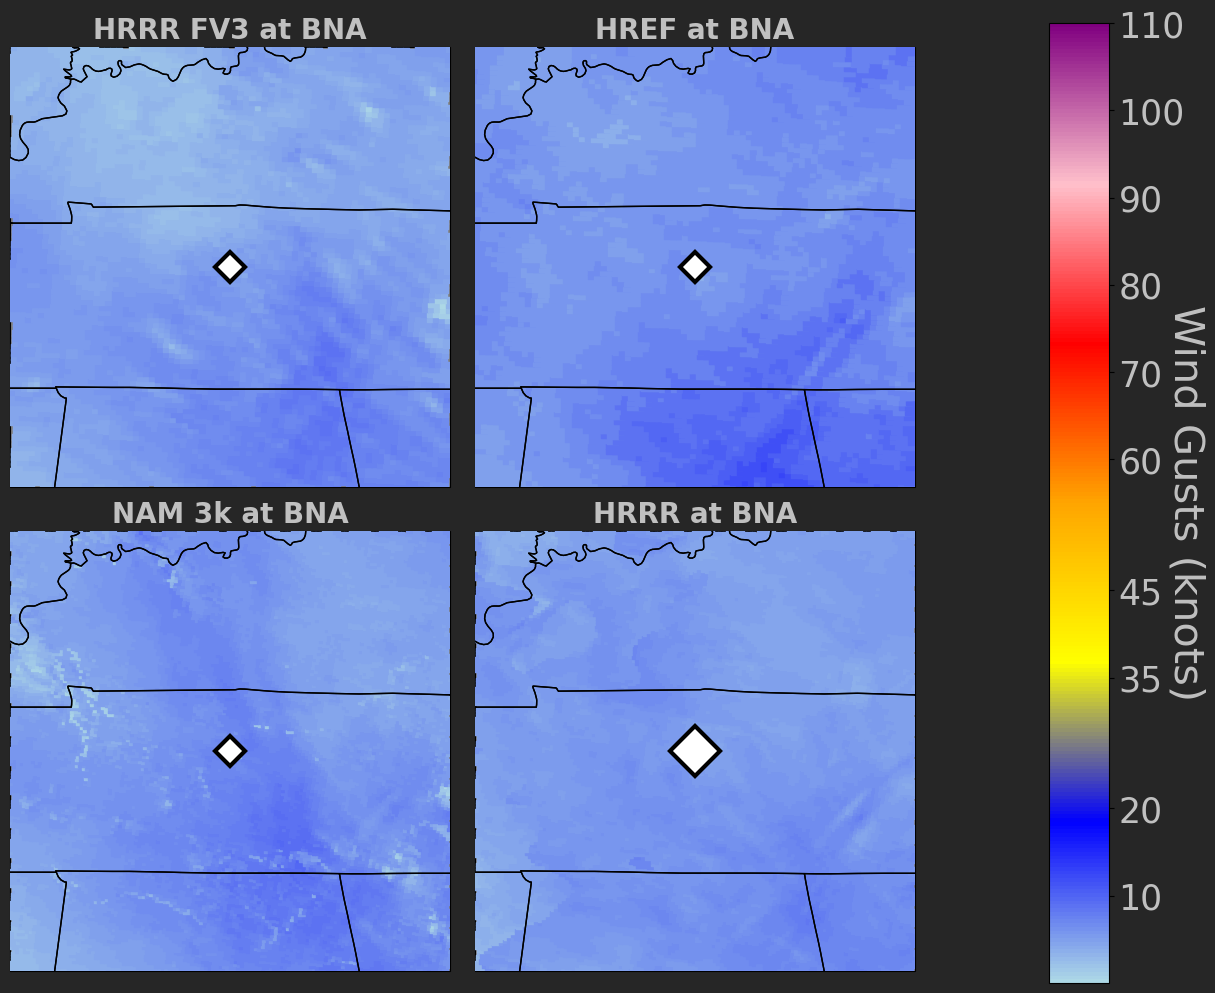 HRRR FV3 at BNA
HREF at BNA
NAM 3k at BNA
HRRR at BNA
110
100
90
80
70
60
45
35
20
10
Wind Gusts (knots)